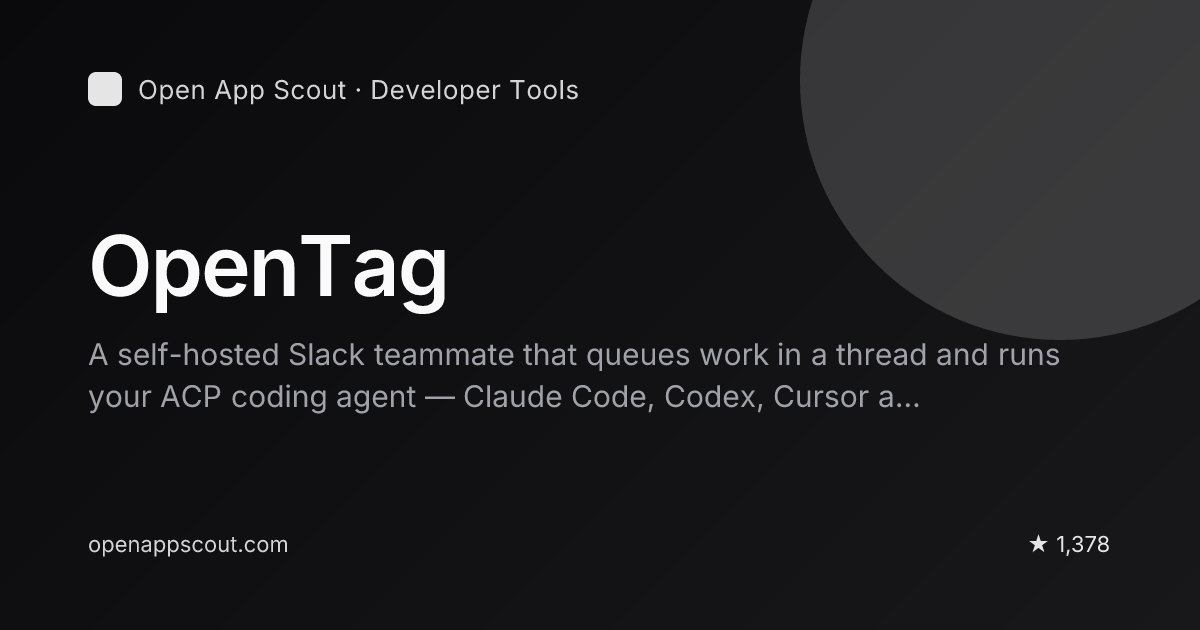 Open App Scout · Developer Tools
OpenTag
A self-hosted Slack teammate that queues work in a thread and runs
your ACP coding agent — Claude Code, Codex, Cursor a...
openappscout.com
★ 1,378